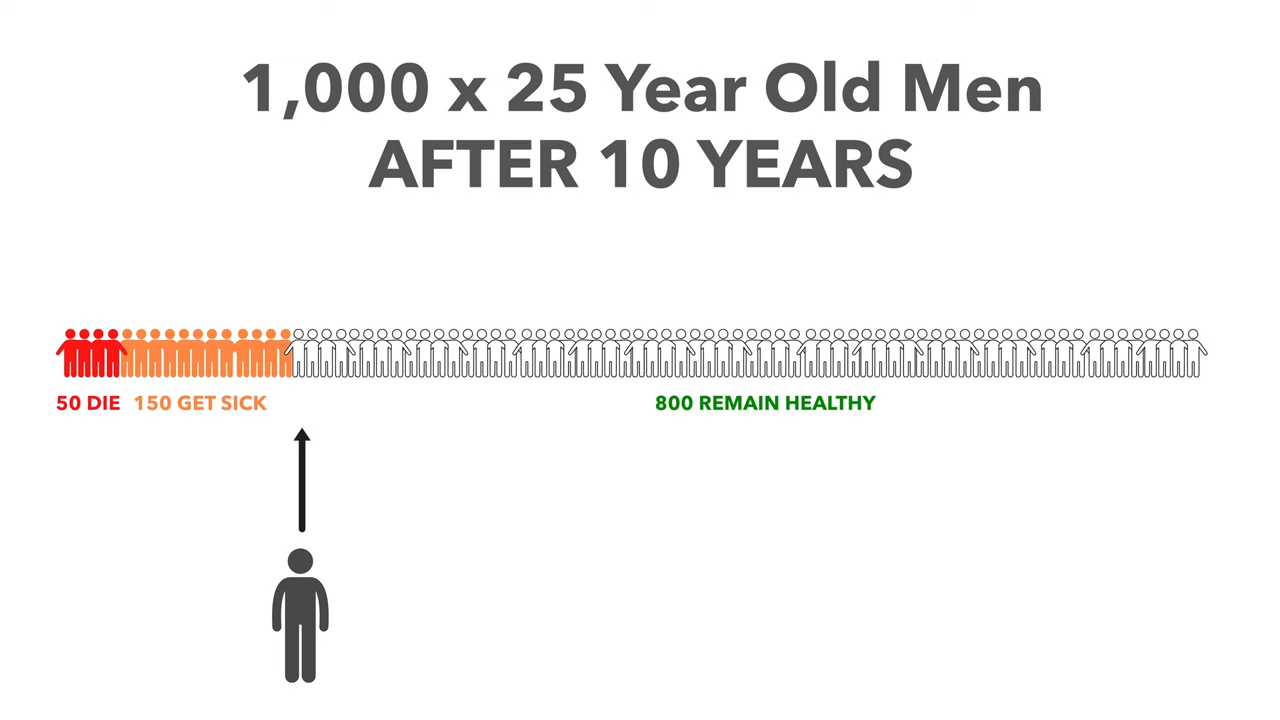 1,000 x 25 Year Old Men
AFTER 10 YEARS
50 DIE 150 GET SICK 800 REMAIN HEALTHY